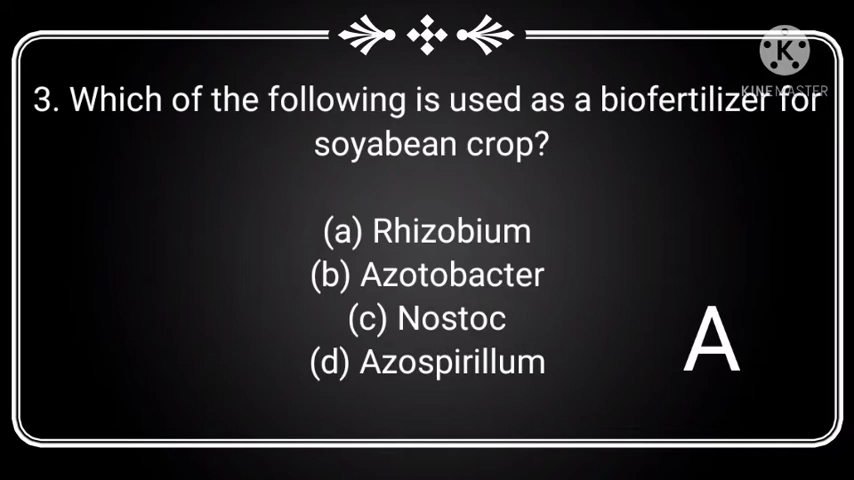 K
KINEMASTER
3. Which of the following is used as a biofertilizer for
soyabean crop?
(a) Rhizobium
(b) Azotobacter
(c) Nostoc
(d) Azospirillum
A